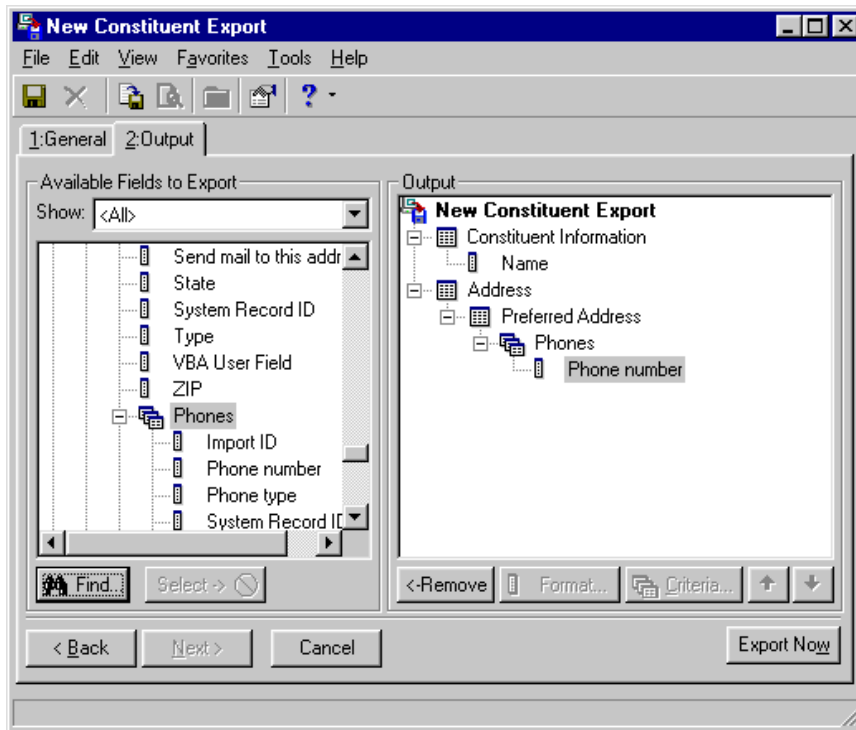 New Constituent Export
File Edit View Favorites Tools Help
?
1:General 2:Output
Available Fields to Export
Show: <All>
Send mail to this addr
State
System Record ID
Type
VBA User Field
ZIP
Phones
Import ID
Phone number
Phone type
System Record ID
Find...
Select ->
Output
New Constituent Export
Constituent Information
Name
Address
Preferred Address
Phones
Phone number
<-Remove
Format...
Criteria...
< Back
Next >
Cancel
Export Now